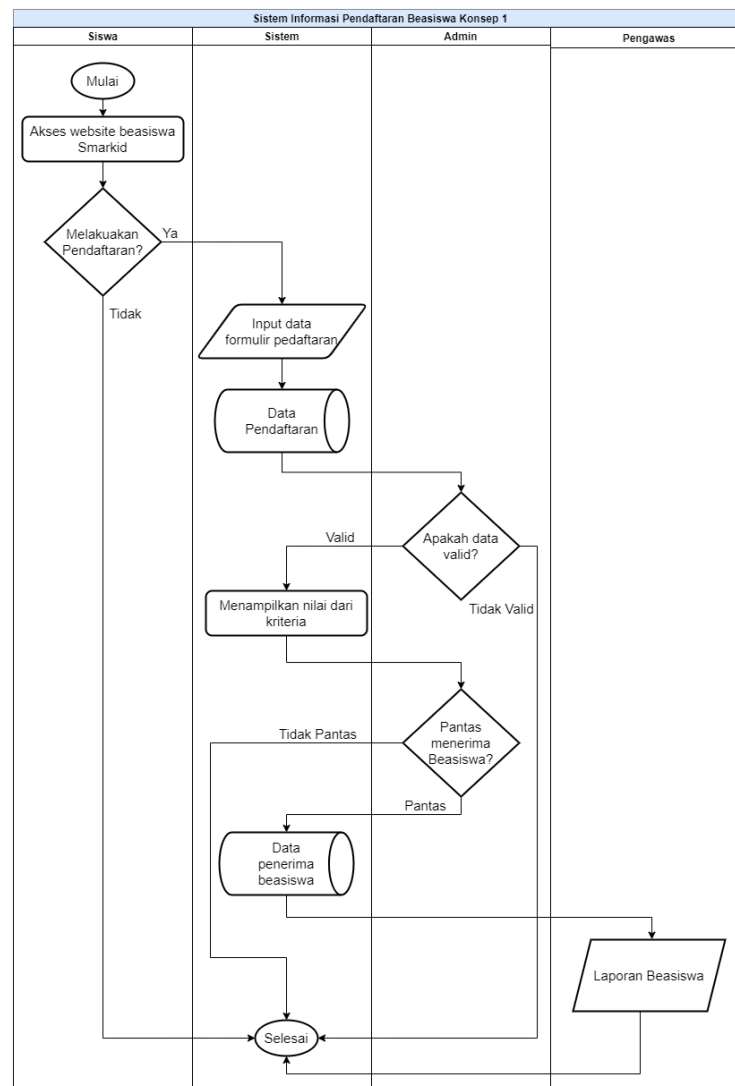 Sistem Informasi Pendaftaran Beasiswa Konsep 1
Siswa
Sistem
Admin
Pengawas
Mulai
Akses website beasiswa
Smarkid
Melakuakan
Pendaftaran?
Ya
Tidak
Input data
formulir pedaftaran
Data
Pendaftaran
Apakah data
valid?
Valid
Tidak Valid
Menampilkan nilai dari
kriteria
Pantas
menerima
Beasiswa?
Tidak Pantas
Pantas
Data
penerima
beasiswa
Laporan Beasiswa
Selesai